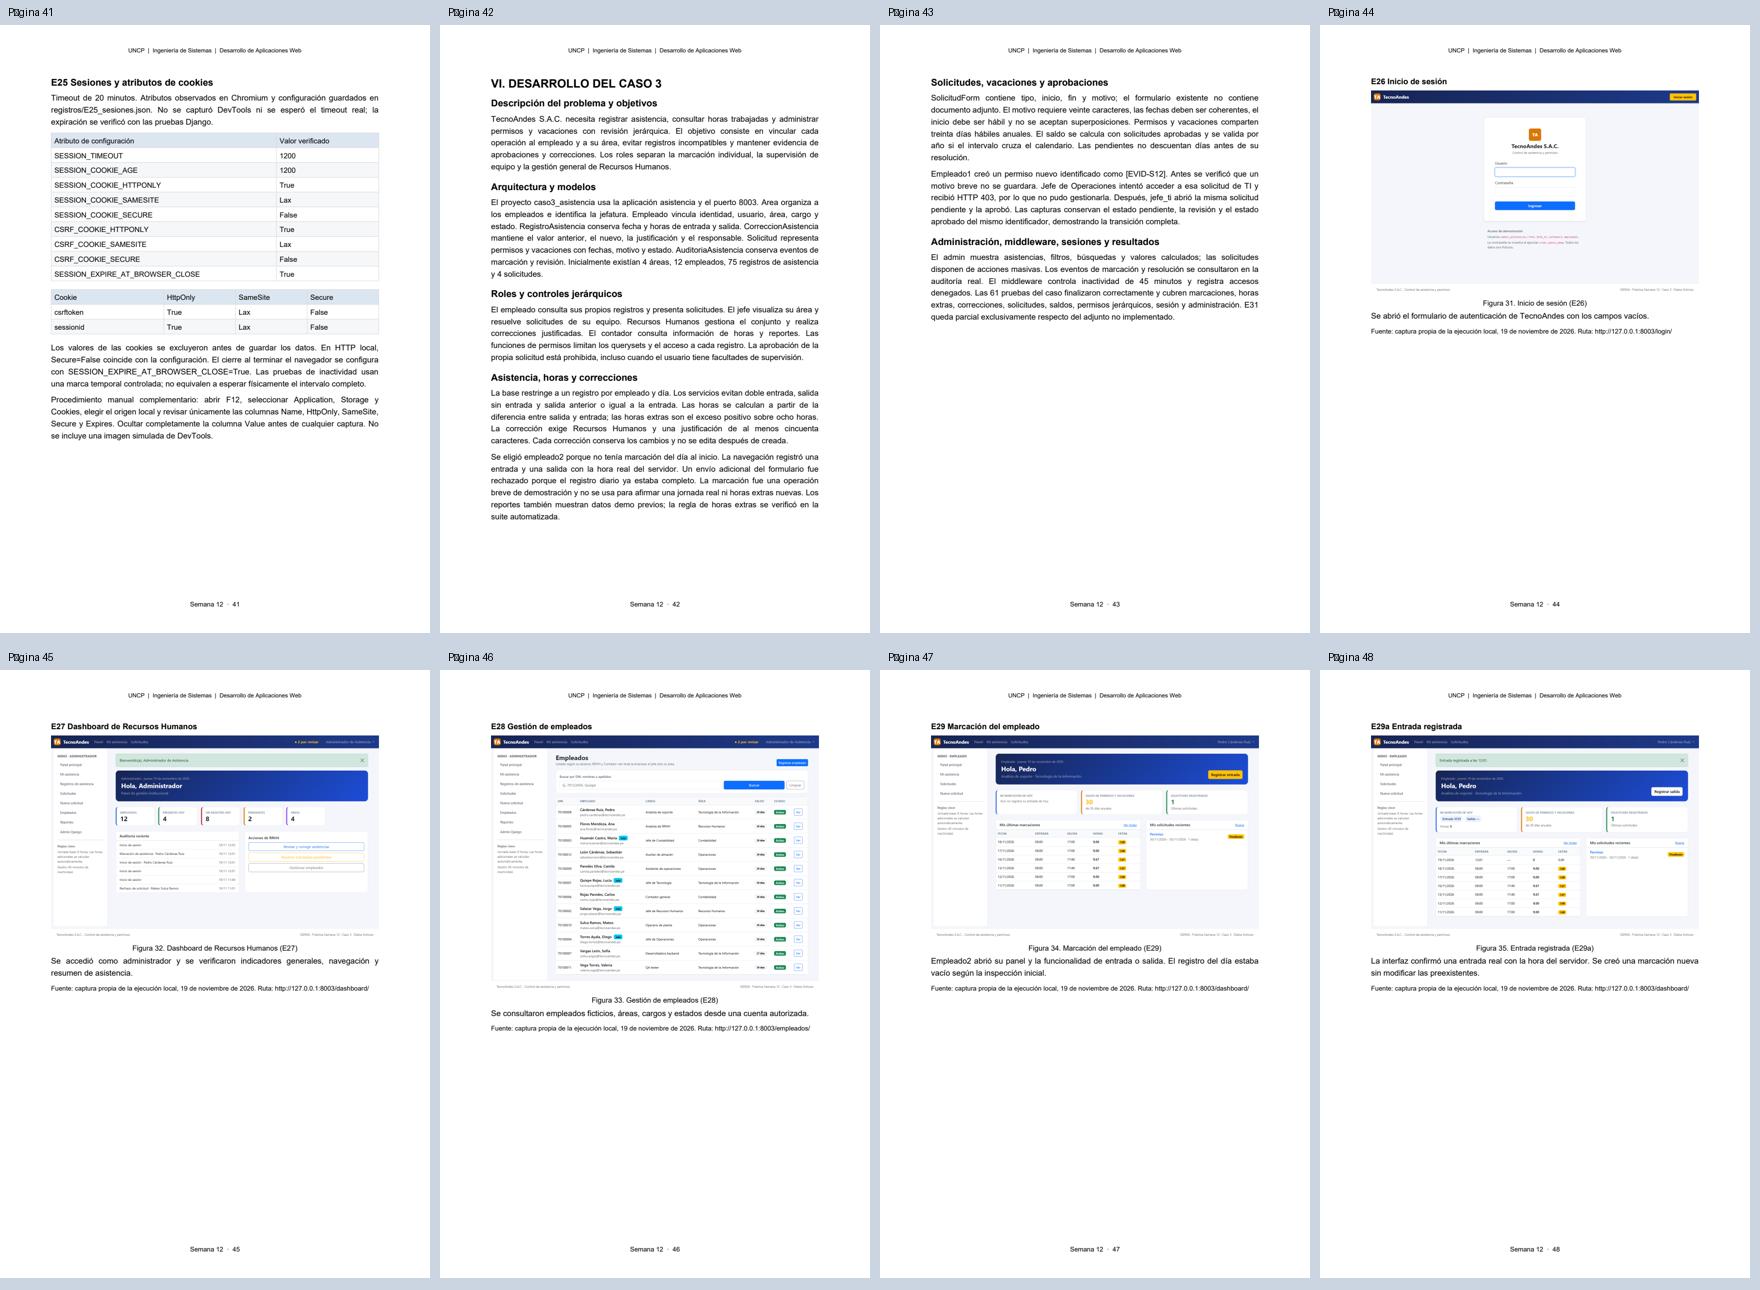 Página 41
UNCP | Ingeniería de Sistemas | Desarrollo de Aplicaciones Web
E25 Sesiones y atributos de cookies
Timeout de 20 minutos. Atributos observados en Chromium y configuración guardados en
registros/E25_sesiones.json. No se capturó DevTools ni se esperó el timeout real; la
expiración se verificó con las pruebas Django.
Atributo de configuración Valor verificado
SESSION_TIMEOUT 1200
SESSION_COOKIE_AGE 1200
SESSION_COOKIE_HTTPONLY True
SESSION_COOKIE_SAMESITE Lax
SESSION_COOKIE_SECURE False
CSRF_COOKIE_HTTPONLY True
CSRF_COOKIE_SAMESITE Lax
CSRF_COOKIE_SECURE False
SESSION_EXPIRE_AT_BROWSER_CLOSE True
Cookie HttpOnly SameSite Secure
csrftoken True Lax False
sessionid True Lax False
Los valores de las cookies se excluyeron antes de guardar los datos. En HTTP local,
Secure=False coincide con la configuración. El cierre al terminar el navegador se configura
con SESSION_EXPIRE_AT_BROWSER_CLOSE=True. Las pruebas de inactividad usan
una marca temporal controlada; no equivalen a esperar físicamente el intervalo completo.
Procedimiento manual complementario: abrir F12, seleccionar Application, Storage y
Cookies, elegir el origen local y revisar únicamente las columnas Name, HttpOnly, SameSite,
Secure y Expires. Ocultar completamente la columna Value antes de cualquier captura. No
se incluye una imagen simulada de DevTools.
Semana 12 · 41
Página 42
UNCP | Ingeniería de Sistemas | Desarrollo de Aplicaciones Web
VI. DESARROLLO DEL CASO 3
Descripción del problema y objetivos
TecnoAndes S.A.C. necesita registrar asistencia, consultar horas trabajadas y administrar
permisos y vacaciones con revisión jerárquica. El objetivo consiste en vincular cada
operación al empleado y a su área, evitar registros incompatibles y mantener evidencia de
aprobaciones y correcciones. Los roles separan la marcación individual, la supervisión de
equipo y la gestión general de Recursos Humanos.
Arquitectura y modelos
El proyecto caso3_asistencia usa la aplicación asistencia y el puerto 8003. Area organiza a
los empleados e identifica la jefatura. Empleado vincula identidad, usuario, área, cargo y
estado. RegistroAsistencia conserva fecha y horas de entrada y salida. CorreccionAsistencia
mantiene el valor anterior, el nuevo, la justificación y el responsable. Solicitud representa
permisos y vacaciones con fechas, motivo y estado. AuditoriaAsistencia conserva eventos de
marcación y revisión. Inicialmente existían 4 áreas, 12 empleados, 75 registros de asistencia
y 4 solicitudes.
Roles y controles jerárquicos
El empleado consulta sus propios registros y presenta solicitudes. El jefe visualiza su área y
resuelve solicitudes de su equipo. Recursos Humanos gestiona el conjunto y realiza
correcciones justificadas. El contador consulta información de horas y reportes. Las
funciones de permisos limitan los querysets y el acceso a cada registro. La aprobación de la
propia solicitud está prohibida, incluso cuando el usuario tiene facultades de supervisión.
Asistencia, horas y correcciones
La base restringe a un registro por empleado y día. Los servicios evitan doble entrada, salida
sin entrada y salida anterior o igual a la entrada. Las horas se calculan a partir de la
diferencia entre salida y entrada; las horas extras son el exceso positivo sobre ocho horas.
La corrección exige Recursos Humanos y una justificación de al menos cincuenta
caracteres. Cada corrección conserva los cambios y no se edita después de creada.
Se eligió empleado2 porque no tenía marcación del día al inicio. La navegación registró una
entrada y una salida con la hora real del servidor. Un envío adicional del formulario fue
rechazado porque el registro diario ya estaba completo. La marcación fue una operación
breve de demostración y no se usa para afirmar una jornada real ni horas extras nuevas. Los
reportes también muestran datos demo previos; la regla de horas extras se verificó en la
suite automatizada.
Semana 12 · 42
Página 43
UNCP | Ingeniería de Sistemas | Desarrollo de Aplicaciones Web
Solicitudes, vacaciones y aprobaciones
SolicitudForm contiene tipo, inicio, fin y motivo; el formulario existente no contiene
documento adjunto. El motivo requiere veinte caracteres, las fechas deben ser coherentes, el
inicio debe ser hábil y no se aceptan superposiciones. Permisos y vacaciones comparten
treinta días hábiles anuales. El saldo se calcula con solicitudes aprobadas y se valida por
año si el intervalo cruza el calendario. Las pendientes no descuentan días antes de su
resolución.
Empleado1 creó un permiso nuevo identificado como [EVID-S12]. Antes se verificó que un
motivo breve no se guardara. Jefe de Operaciones intentó acceder a esa solicitud de TI y
recibió HTTP 403, por lo que no pudo gestionarla. Después, jefe_ti abrió la misma solicitud
pendiente y la aprobó. Las capturas conservan el estado pendiente, la revisión y el estado
aprobado del mismo identificador, demostrando la transición completa.
Administración, middleware, sesiones y resultados
El admin muestra asistencias, filtros, búsquedas y valores calculados; las solicitudes
disponen de acciones masivas. Los eventos de marcación y resolución se consultaron en la
auditoría real. El middleware controla inactividad de 45 minutos y registra accesos
denegados. Las 61 pruebas del caso finalizaron correctamente y cubren marcaciones, horas
extras, correcciones, solicitudes, saldos, permisos jerárquicos, sesión y administración. E31
queda parcial exclusivamente respecto del adjunto no implementado.
Semana 12 · 43
Página 44
UNCP | Ingeniería de Sistemas | Desarrollo de Aplicaciones Web
E26 Inicio de sesión
TA TecnoAndes
TA
TecnoAndes S.A.C.
Usuario
Contraseña
Ingresar
Figura 31. Inicio de sesión (E26)
Se abrió el formulario de autenticación de TecnoAndes con los campos vacíos.
Fuente: captura propia de la ejecución local, 19 de noviembre de 2026. Ruta: http://127.0.0.1:8003/login/
Semana 12 · 44
Página 45
UNCP | Ingeniería de Sistemas | Desarrollo de Aplicaciones Web
E27 Dashboard de Recursos Humanos
TA TecnoAndes
Hola, Administrador
12 4 8 2 4
Auditoría reciente
Acciones de RRHH
Figura 32. Dashboard de Recursos Humanos (E27)
Se accedió como administrador y se verificaron indicadores generales, navegación y
resumen de asistencia.
Fuente: captura propia de la ejecución local, 19 de noviembre de 2026. Ruta: http://127.0.0.1:8003/dashboard/
Semana 12 · 45
Página 46
UNCP | Ingeniería de Sistemas | Desarrollo de Aplicaciones Web
E28 Gestión de empleados
TA TecnoAndes
Empleados
Figura 33. Gestión de empleados (E28)
Se consultaron empleados ficticios, áreas, cargos y estados desde una cuenta autorizada.
Fuente: captura propia de la ejecución local, 19 de noviembre de 2026. Ruta: http://127.0.0.1:8003/empleados/
Semana 12 · 46
Página 47
UNCP | Ingeniería de Sistemas | Desarrollo de Aplicaciones Web
E29 Marcación del empleado
TA TecnoAndes
Hola, Pedro
Registrar entrada
30
1
Mis últimas marcaciones
Mis solicitudes recientes
Figura 34. Marcación del empleado (E29)
Empleado2 abrió su panel y la funcionalidad de entrada o salida. El registro del día estaba
vacío según la inspección inicial.
Fuente: captura propia de la ejecución local, 19 de noviembre de 2026. Ruta: http://127.0.0.1:8003/dashboard/
Semana 12 · 47
Página 48
UNCP | Ingeniería de Sistemas | Desarrollo de Aplicaciones Web
E29a Entrada registrada
TA TecnoAndes
Hola, Pedro
Registrar salida
30
1
Mis últimas marcaciones
Mis solicitudes recientes
Figura 35. Entrada registrada (E29a)
La interfaz confirmó una entrada real con la hora del servidor. Se creó una marcación nueva
sin modificar las preexistentes.
Fuente: captura propia de la ejecución local, 19 de noviembre de 2026. Ruta: http://127.0.0.1:8003/dashboard/
Semana 12 · 48